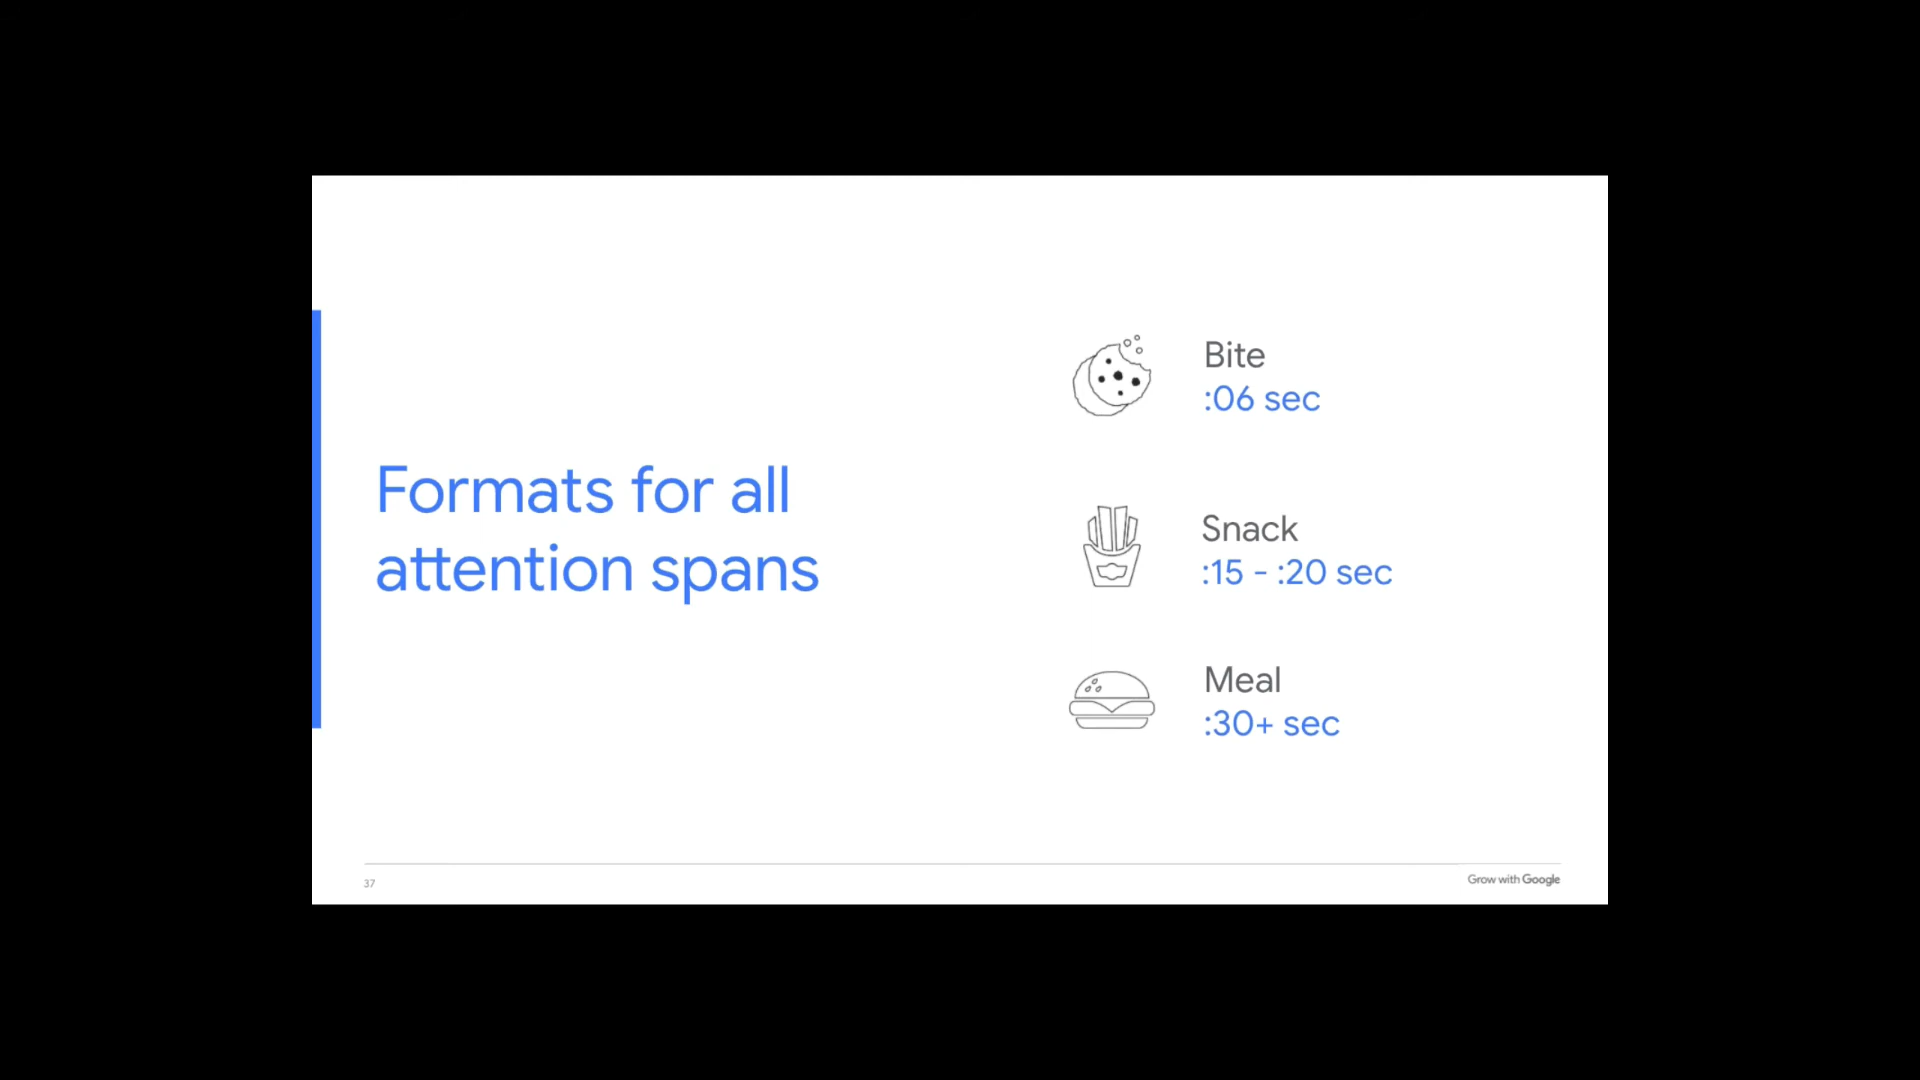 Formats for all
attention spans
Bite
:06 sec
Snack
:15 - :20 sec
Meal
:30+ sec
37
Grow with Google